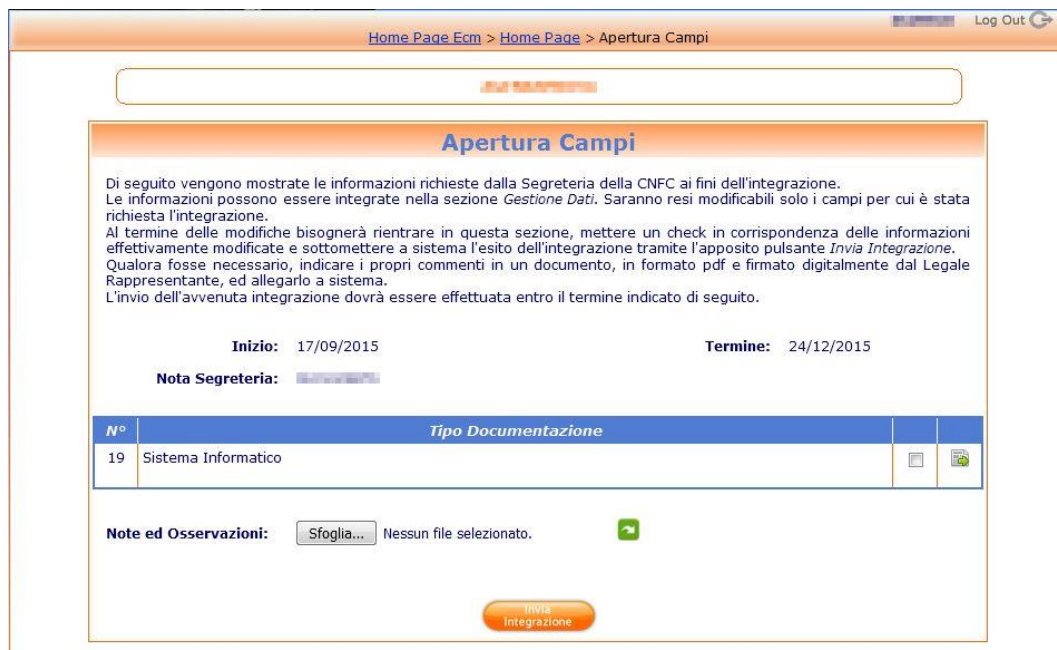 Log Out
Home Page Ecm > Home Page > Apertura Campi
Apertura Campi
Di seguito vengono mostrate le informazioni richieste dalla Segreteria della CNFC ai fini dell'integrazione.
Le informazioni possono essere integrate nella sezione Gestione Dati. Saranno resi modificabili solo i campi per cui è stata
richiesta l'integrazione.
Al termine delle modifiche bisognerà rientrare in questa sezione, mettere un check in corrispondenza delle informazioni
effettivamente modificate e sottomettere a sistema l'esito dell'integrazione tramite l'apposito pulsante Invia Integrazione.
Qualora fosse necessario, indicare i propri commenti in un documento, in formato pdf e firmato digitalmente dal Legale
Rappresentante, ed allegarlo a sistema.
L'invio dell'avvenuta integrazione dovrà essere effettuata entro il termine indicato di seguito.
Inizio: 17/09/2015 Termine: 24/12/2015
Nota Segreteria:
N° Tipo Documentazione
19 Sistema Informatico
Note ed Osservazioni: Sfoglia... Nessun file selezionato.
Invia
Integrazione